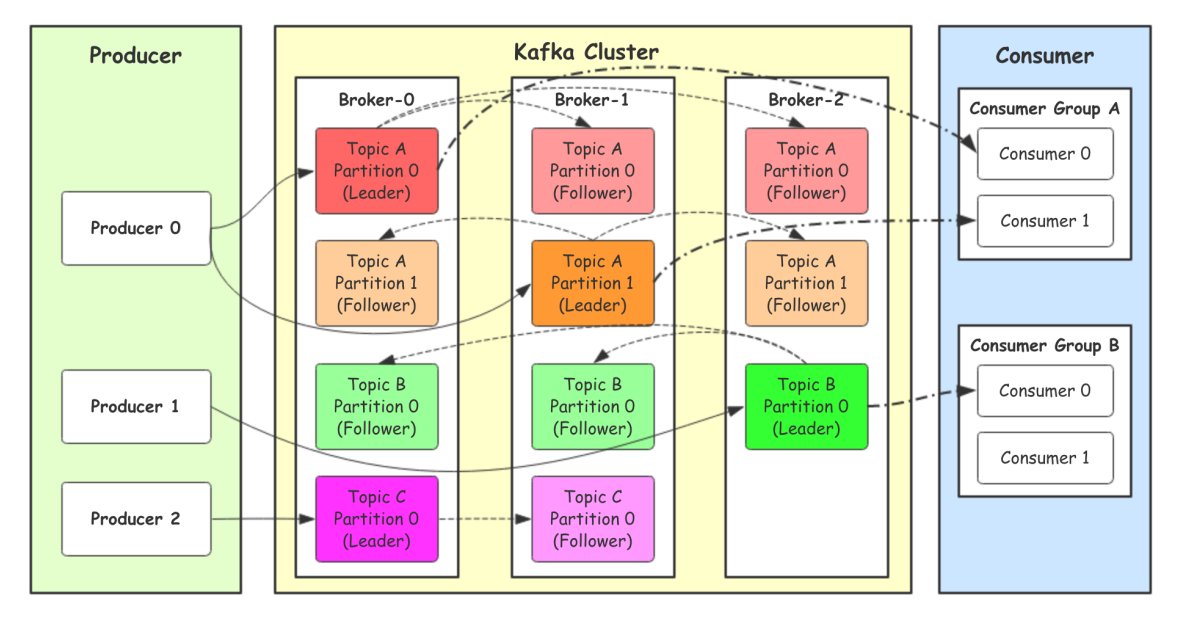 Producer
Producer 0
Producer 1
Producer 2
Kafka Cluster
Broker-0
Topic A
Partition 0
(Leader)
Topic A
Partition 1
(Follower)
Topic B
Partition 0
(Follower)
Topic C
Partition 0
(Leader)
Broker-1
Topic A
Partition 0
(Follower)
Topic A
Partition 1
(Leader)
Topic B
Partition 0
(Follower)
Topic C
Partition 0
(Follower)
Broker-2
Topic A
Partition 0
(Follower)
Topic A
Partition 1
(Follower)
Topic B
Partition 0
(Leader)
Consumer
Consumer Group A
Consumer 0
Consumer 1
Consumer Group B
Consumer 0
Consumer 1